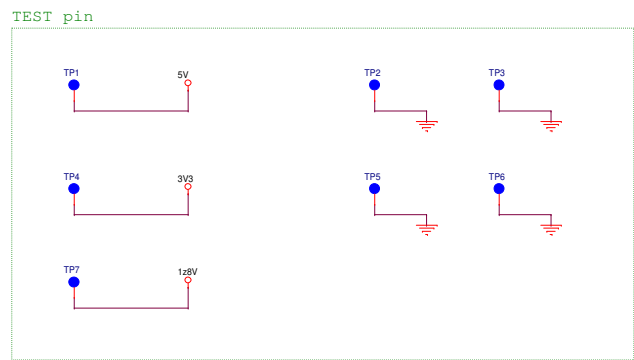 TEST pin
TP1 5V TP2 TP3
TP4 3V3 TP5 TP6
TP7 1z8V